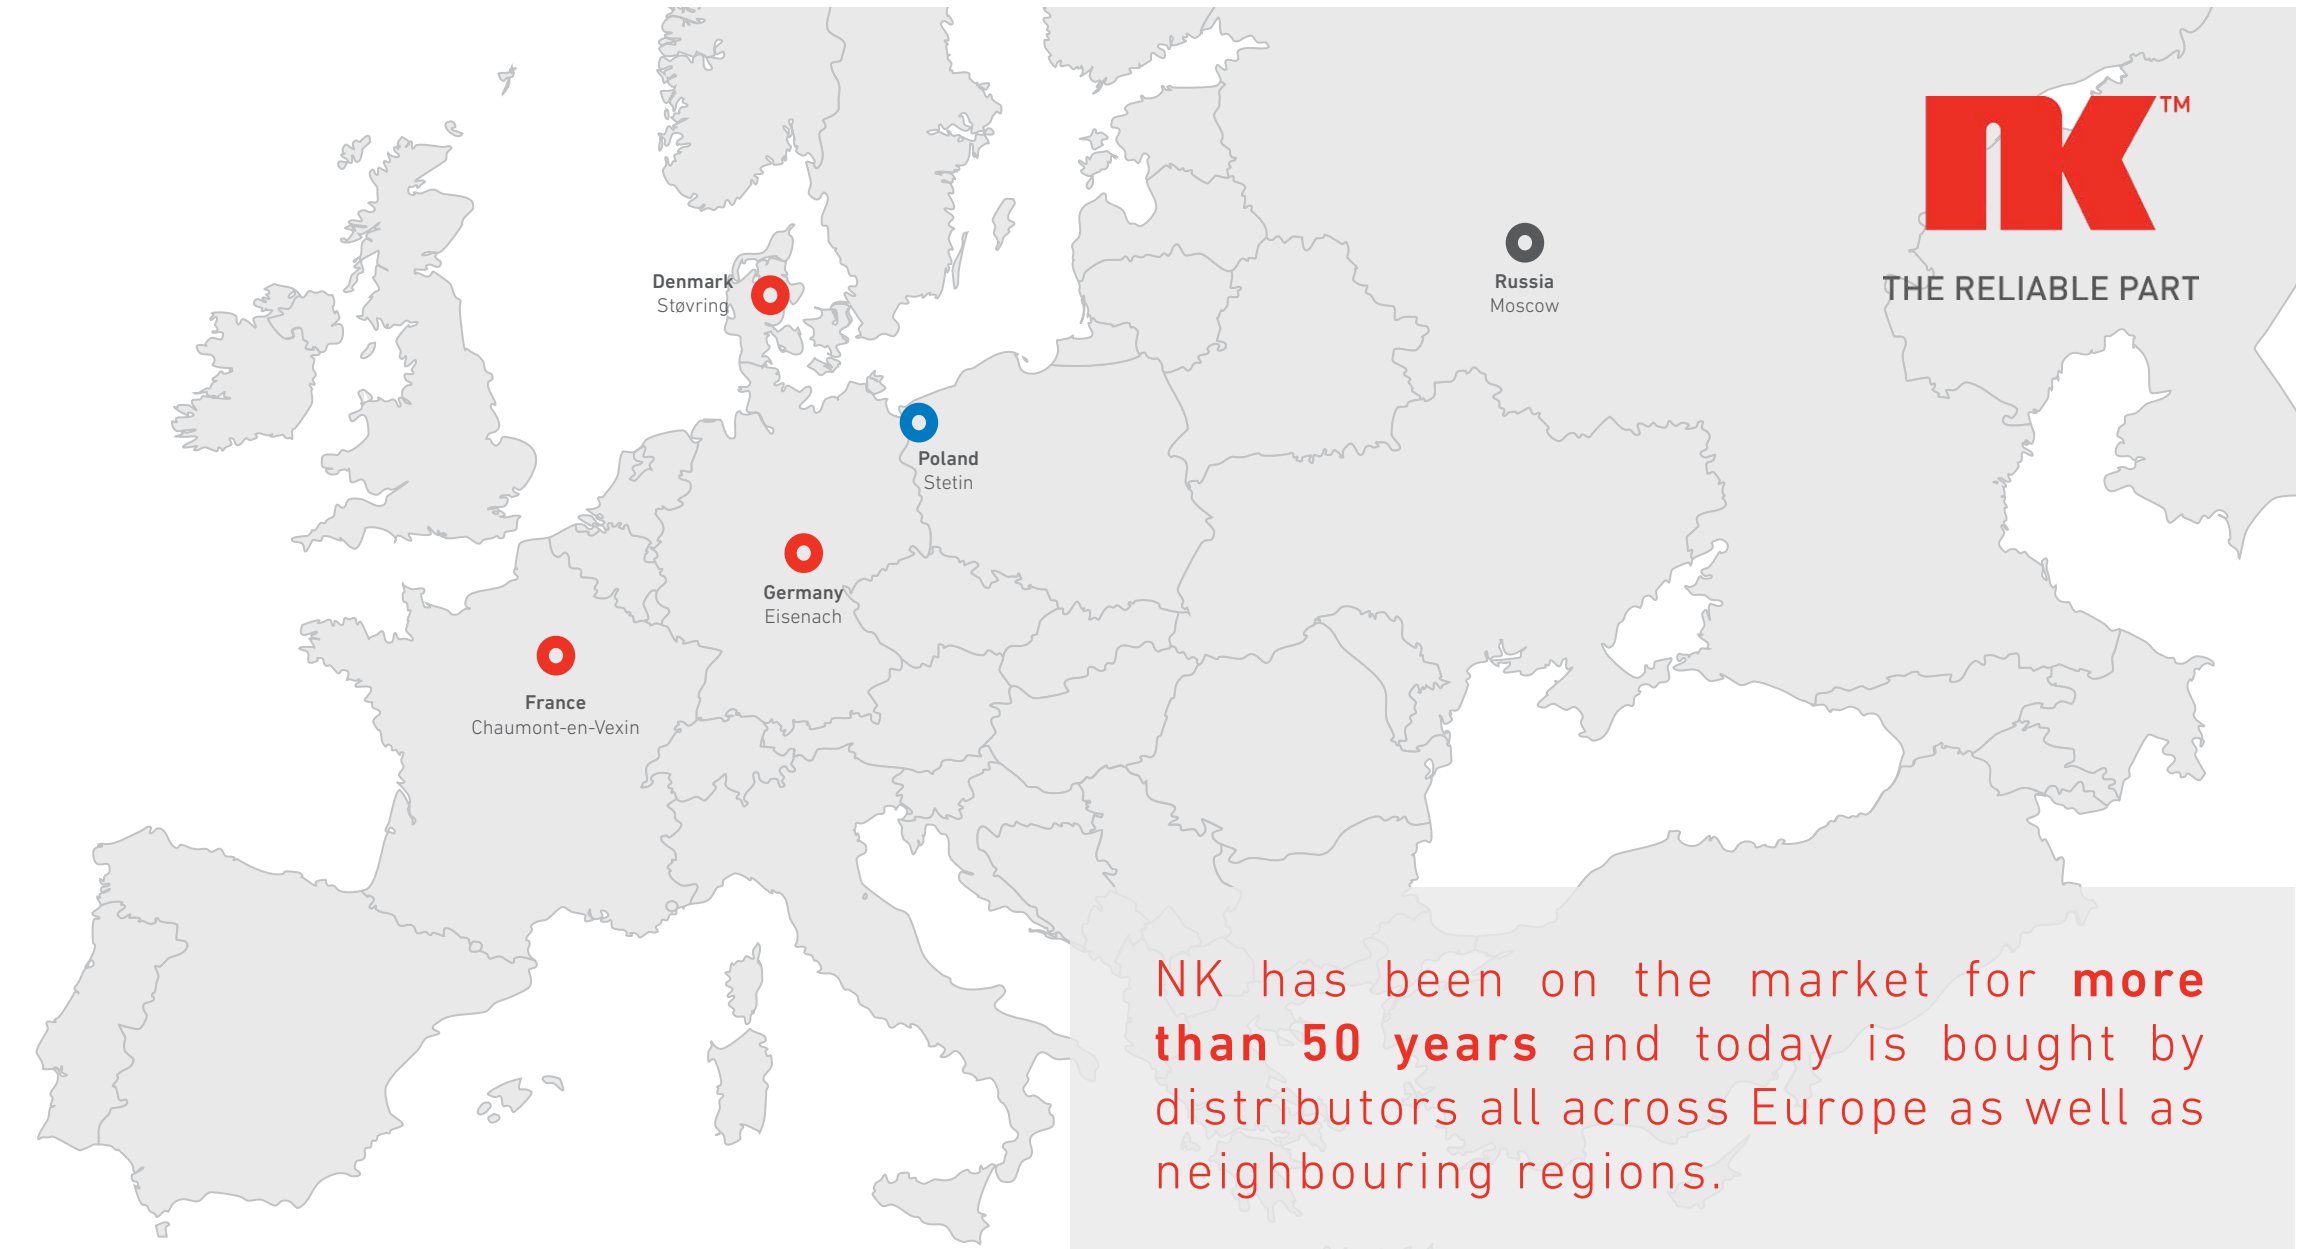 NK™
THE RELIABLE PART
Denmark
Støvring
Russia
Moscow
Poland
Stetin
Germany
Eisenach
France
Chaumont-en-Vexin
NK has been on the market for more
than 50 years and today is bought by
distributors all across Europe as well as
neighbouring regions.